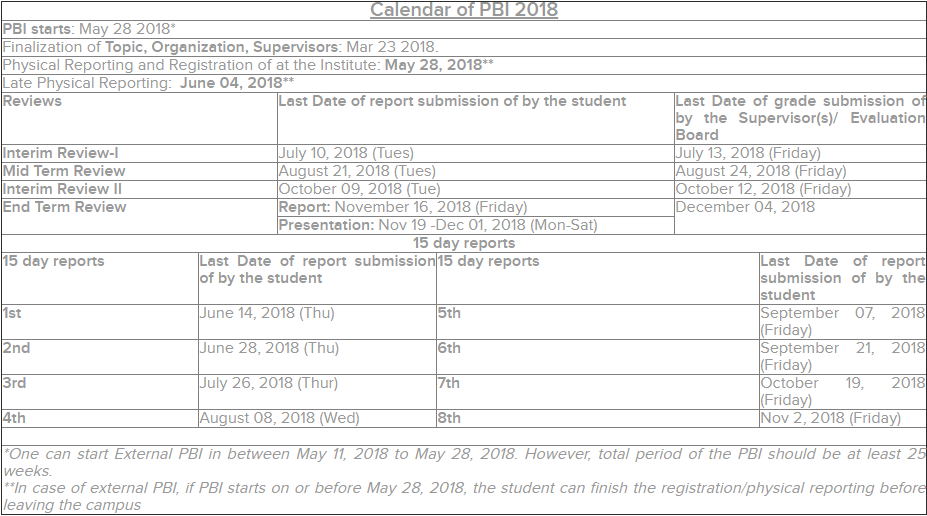 Calendar of PBI 2018
PBI starts: May 28 2018*
Finalization of Topic, Organization, Supervisors: Mar 23 2018.
Physical Reporting and Registration of at the Institute: May 28, 2018**
Late Physical Reporting: June 04, 2018**
Reviews
Last Date of report submission of by the student
Last Date of grade submission of
by the Supervisor(s)/ Evaluation
Board
Interim Review-I
July 10, 2018 (Tues)
July 13, 2018 (Friday)
Mid Term Review
August 21, 2018 (Tues)
August 24, 2018 (Friday)
Interim Review II
October 09, 2018 (Tue)
October 12, 2018 (Friday)
End Term Review
Report: November 16, 2018 (Friday)
December 04, 2018
Presentation: Nov 19 -Dec 01, 2018 (Mon-Sat)
15 day reports
15 day reports
Last Date of report submission
of by the student
15 day reports
Last Date of report
submission of by the
student
1st
June 14, 2018 (Thu)
5th
September 07, 2018
(Friday)
2nd
June 28, 2018 (Thu)
6th
September 21, 2018
(Friday)
3rd
July 26, 2018 (Thur)
7th
October 19, 2018
(Friday)
4th
August 08, 2018 (Wed)
8th
Nov 2, 2018 (Friday)
*One can start External PBI in between May 11, 2018 to May 28, 2018. However, total period of the PBI should be at least 25
weeks.
**In case of external PBI, if PBI starts on or before May 28, 2018, the student can finish the registration/physical reporting before
leaving the campus